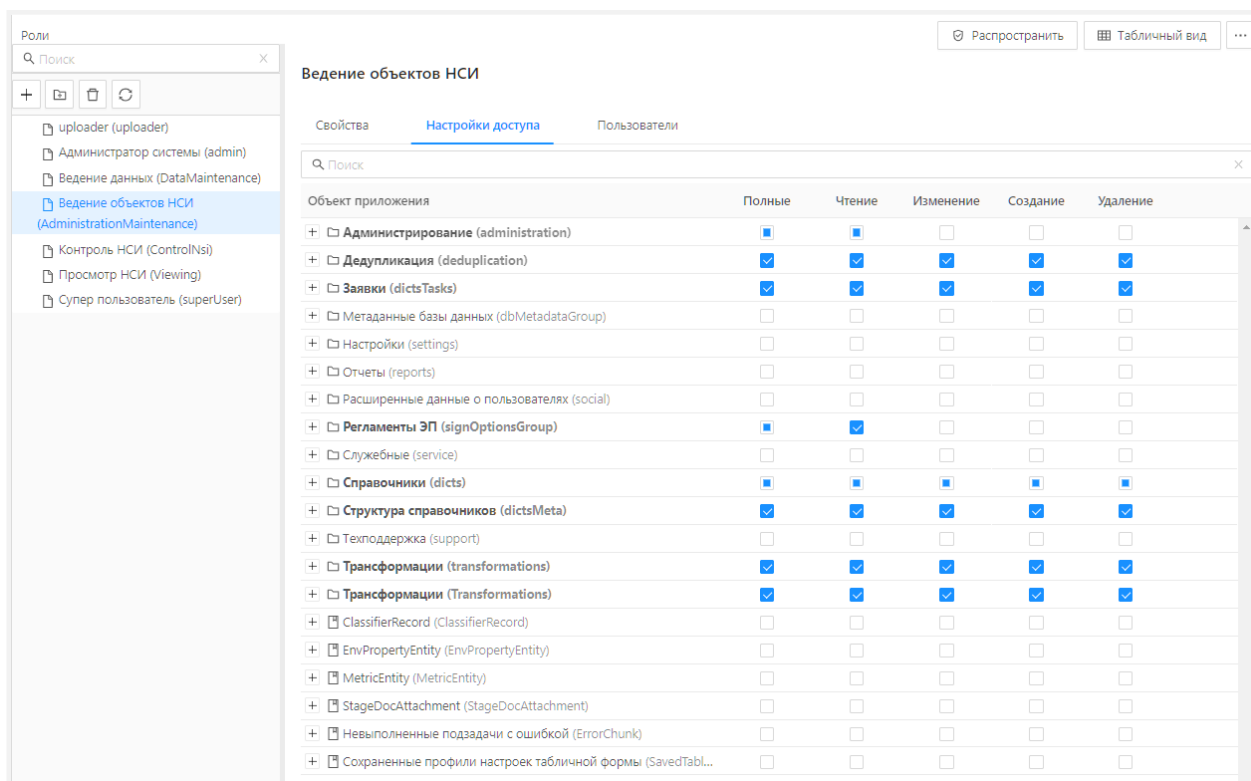 Роли
Распространить
Табличный вид
...
Поиск
uploader (uploader)
Администратор системы (admin)
Ведение данных (DataMaintenance)
Ведение объектов НСИ
(AdministrationMaintenance)
Контроль НСИ (ControlNsi)
Просмотр НСИ (Viewing)
Супер пользователь (superUser)
Ведение объектов НСИ
Свойства Настройки доступа Пользователи
Поиск
Объект приложения Полные Чтение Изменение Создание Удаление
Администрирование (administration)
Дедупликация (deduplication)
Заявки (dictsTasks)
Метаданные базы данных (dbMetadataGroup)
Настройки (settings)
Отчеты (reports)
Расширенные данные о пользователях (social)
Регламенты ЭП (signOptionsGroup)
Служебные (service)
Справочники (dicts)
Структура справочников (dictsMeta)
Техподдержка (support)
Трансформации (transformations)
Трансформации (Transformations)
ClassifierRecord (ClassifierRecord)
EnvPropertyEntity (EnvPropertyEntity)
MetricEntity (MetricEntity)
StageDocAttachment (StageDocAttachment)
Невыполненные подзадачи с ошибкой (ErrorChunk)
Сохраненные профили настроек табличной формы (SavedTabl...